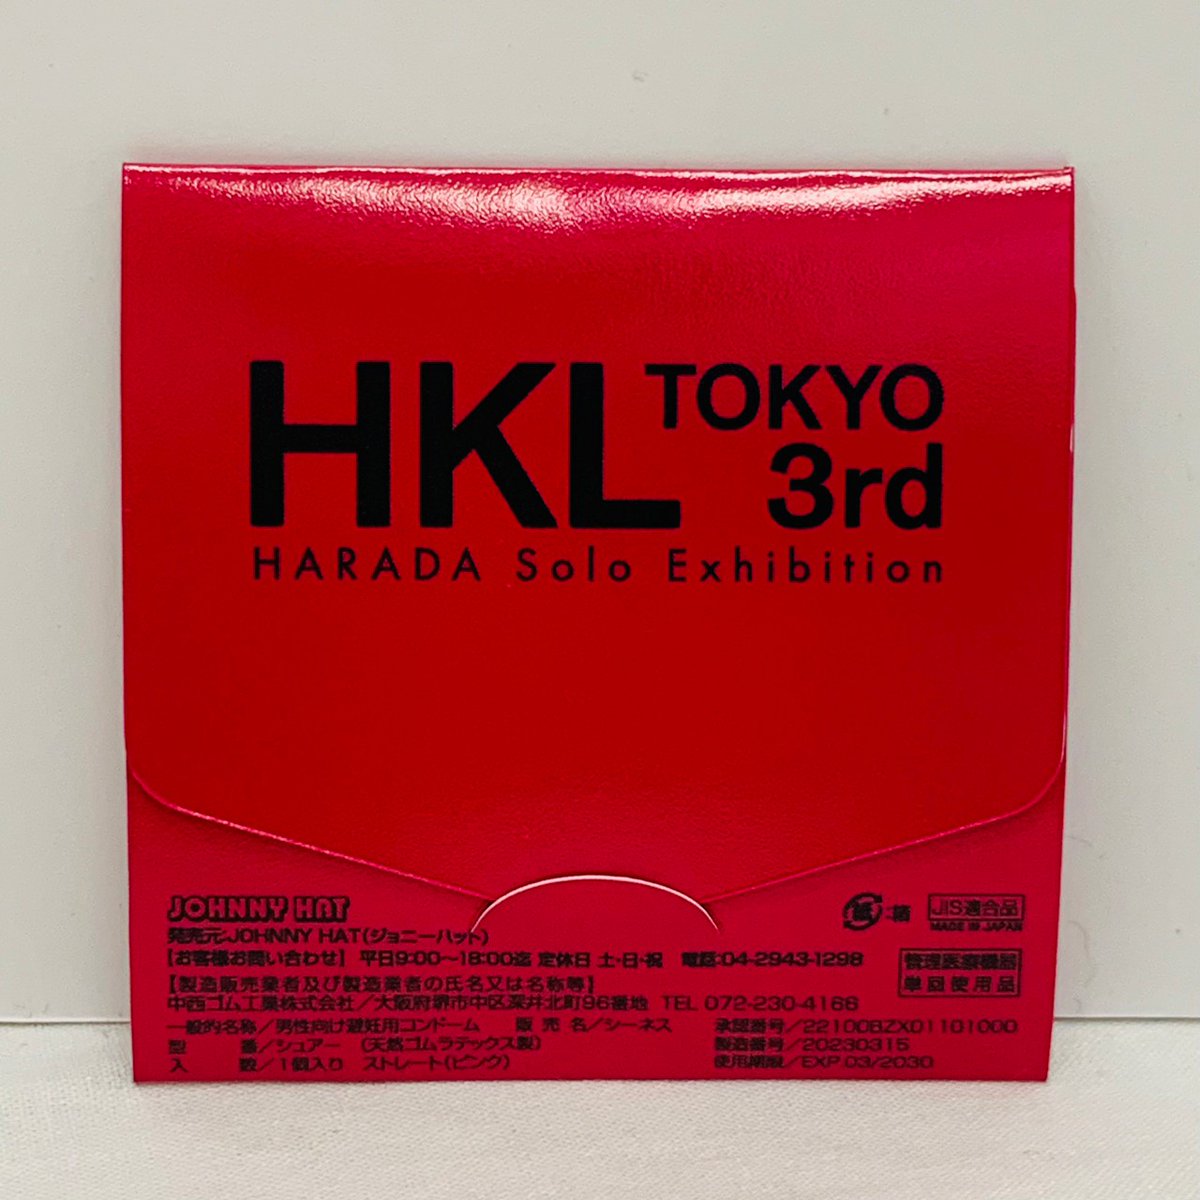 HKL TOKYO
3rd
HARADA Solo Exhibition
JOHNNY HAT
発売元:JOHNNY HAT(ジョニーハット)
紙:箱
JIS適合品
MADE IN JAPAN
【お客様お問い合わせ】 平日9:00~18:00迄 定休日 土・日・祝 電話:04-2943-1298
【製造販売業者及び製造業者の氏名又は名称等】
中西ゴム工業株式会社/大阪府堺市中区深井北町96番地 TEL 072-230-4166
管理医療機器
単回使用品
一般的名称/男性向け避妊用コンドーム 販売名/シーネス 承認番号/22100BZX01101000
型 番/シュアー (天然ゴムラテックス製) 製造番号/20230315
入 数/1個入り ストレート(ピンク) 使用期限/EXP.03/2030